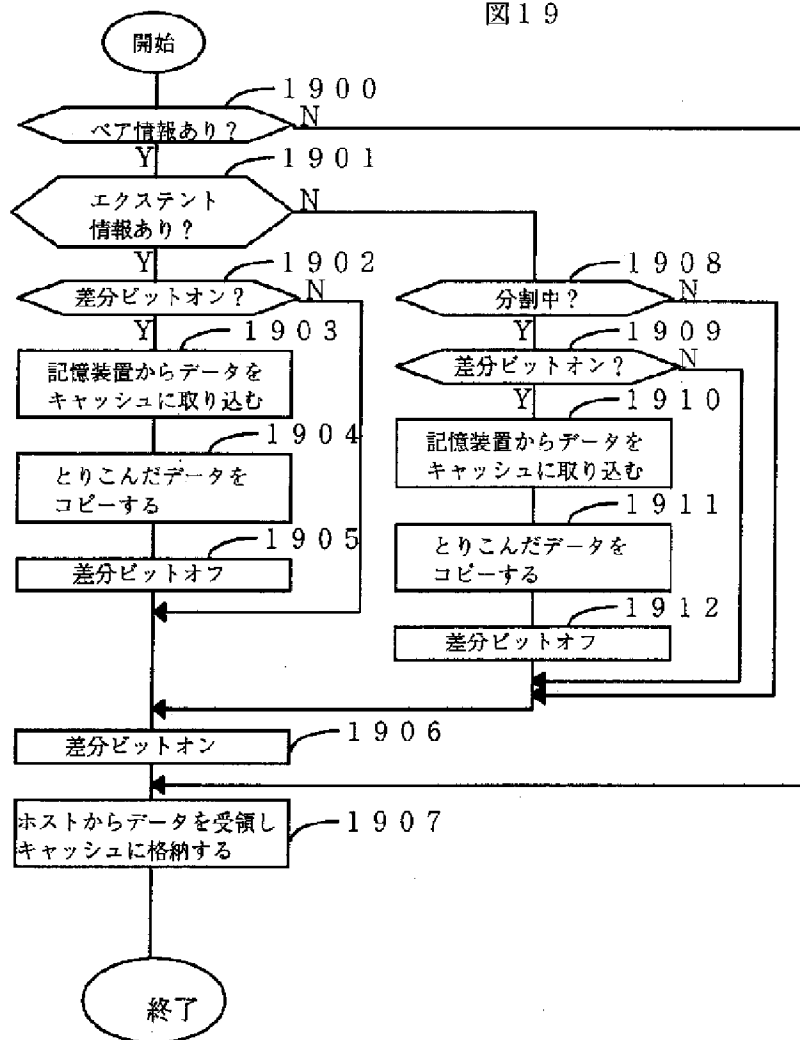 図19
開始
1900
ペア情報あり？
N
Y
1901
エクステント
情報あり？
N
Y
1902
差分ビットオン？
N
Y
1903
記憶装置からデータを
キャッシュに取り込む
1904
とりこんだデータを
コピーする
1905
差分ビットオフ
1908
分割中？
N
Y
1909
差分ビットオン？
N
Y
1910
記憶装置からデータを
キャッシュに取り込む
1911
とりこんだデータを
コピーする
1912
差分ビットオフ
差分ビットオン
1906
ホストからデータを受領し
キャッシュに格納する
1907
終了